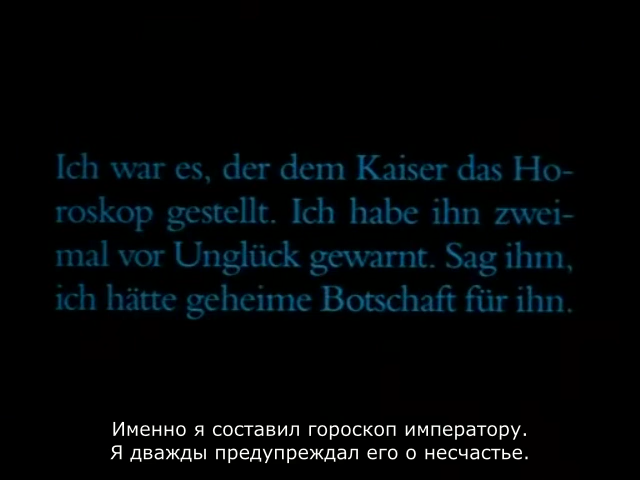 Ich war es, der dem Kaiser das Ho-
roskop gestellt. Ich habe ihn zwei-
mal vor Unglück gewarnt. Sag ihm,
ich hätte geheime Botschaft für ihn.
Именно я составил гороскоп императору.
Я дважды предупреждал его о несчастье.